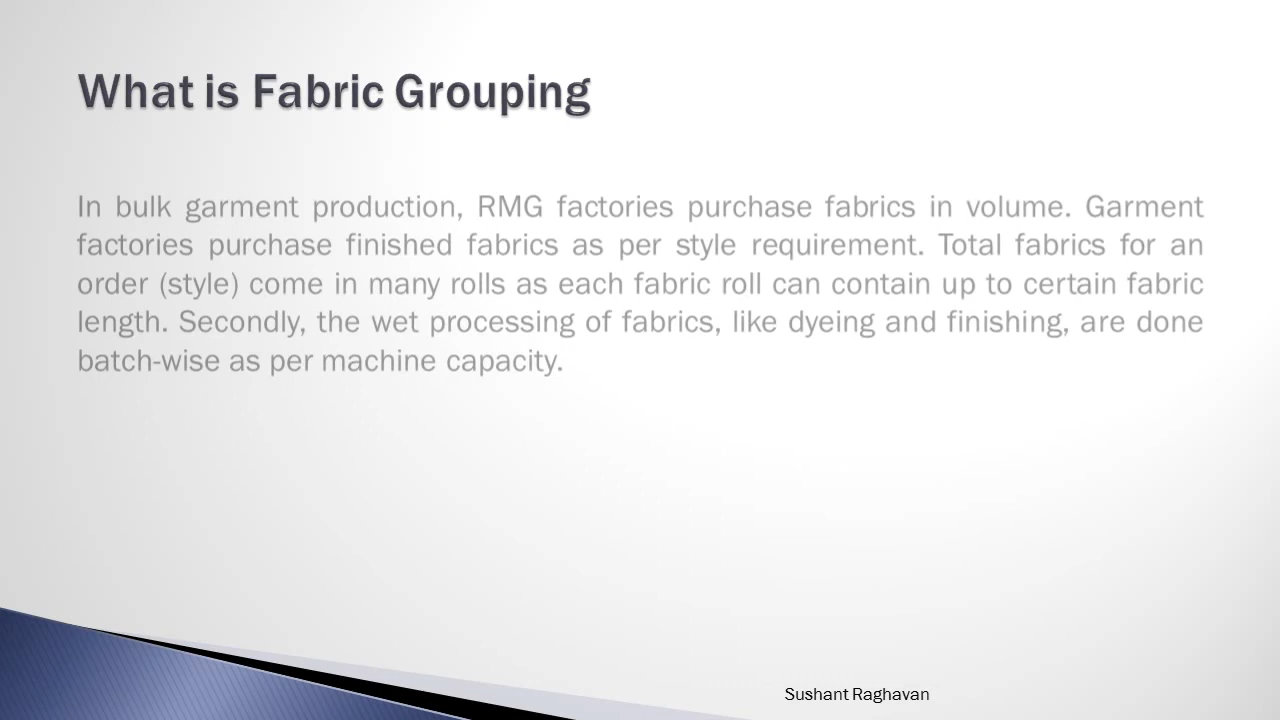 What is Fabric Grouping
In bulk garment production, RMG factories purchase fabrics in volume. Garment
factories purchase finished fabrics as per style requirement. Total fabrics for an
order (style) come in many rolls as each fabric roll can contain up to certain fabric
length. Secondly, the wet processing of fabrics, like dyeing and finishing, are done
batch-wise as per machine capacity.
Sushant Raghavan